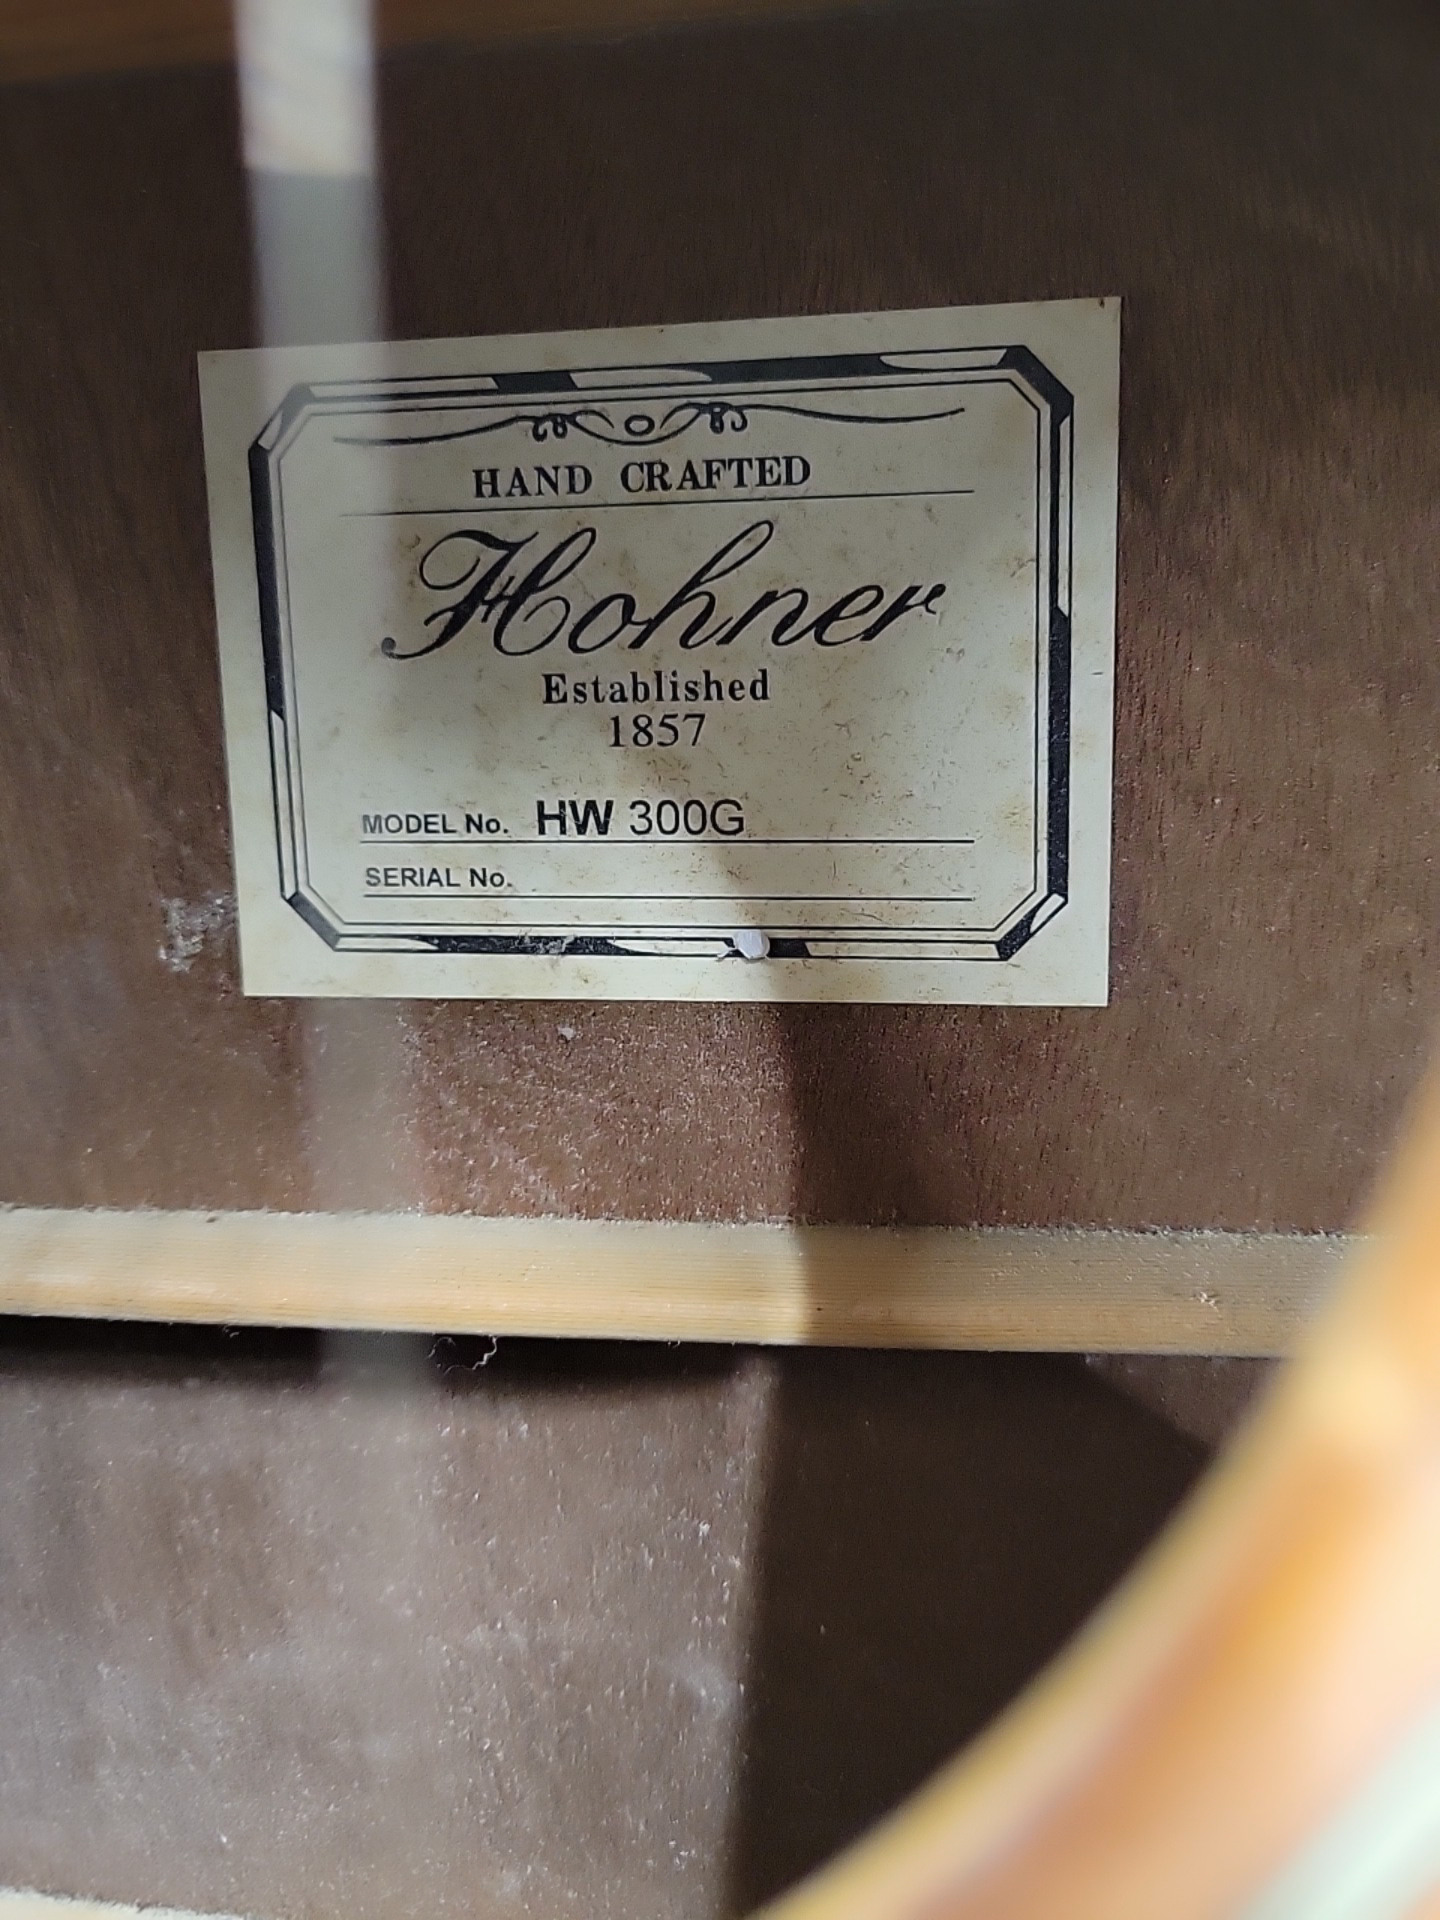 HAND CRAFTED
Hohner
Established
1857
MODEL No. HW 300G
SERIAL No.